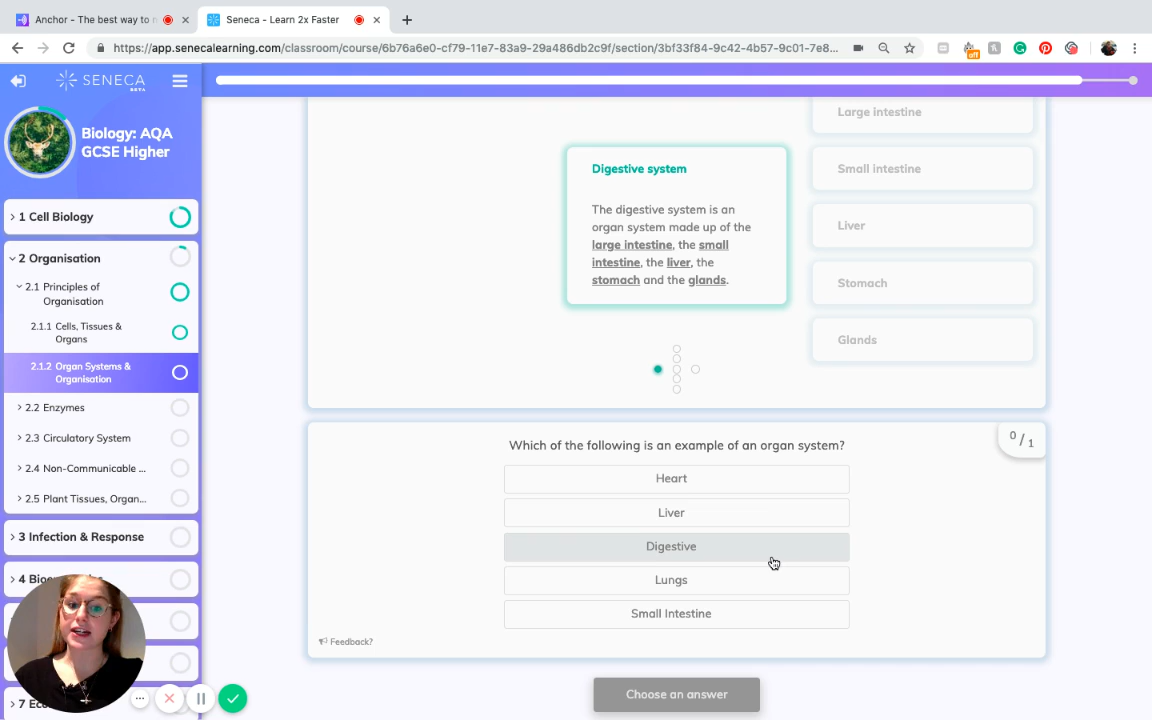 Anchor - The best way to r
Seneca - Learn 2x Faster
https://app.senecalearning.com/classroom/course/6b76a6e0-cf79-11e7-83a9-29a486db2c9f/section/3bf33f84-9c42-4b57-9c01-7e8...
off
SENECA
BETA
Biology: AQA
GCSE Higher
1 Cell Biology
2 Organisation
2.1 Principles of
Organisation
2.1.1 Cells, Tissues &
Organs
2.1.2 Organ Systems &
Organisation
2.2 Enzymes
2.3 Circulatory System
2.4 Non-Communicable ...
2.5 Plant Tissues, Organ...
3 Infection & Response
4
7
Large intestine
Small intestine
Liver
Stomach
Glands
Digestive system
The digestive system is an
organ system made up of the
large intestine, the small
intestine, the liver, the
stomach and the glands.
0/1
Which of the following is an example of an organ system?
Heart
Liver
Digestive
Lungs
Small Intestine
Feedback?
Choose an answer